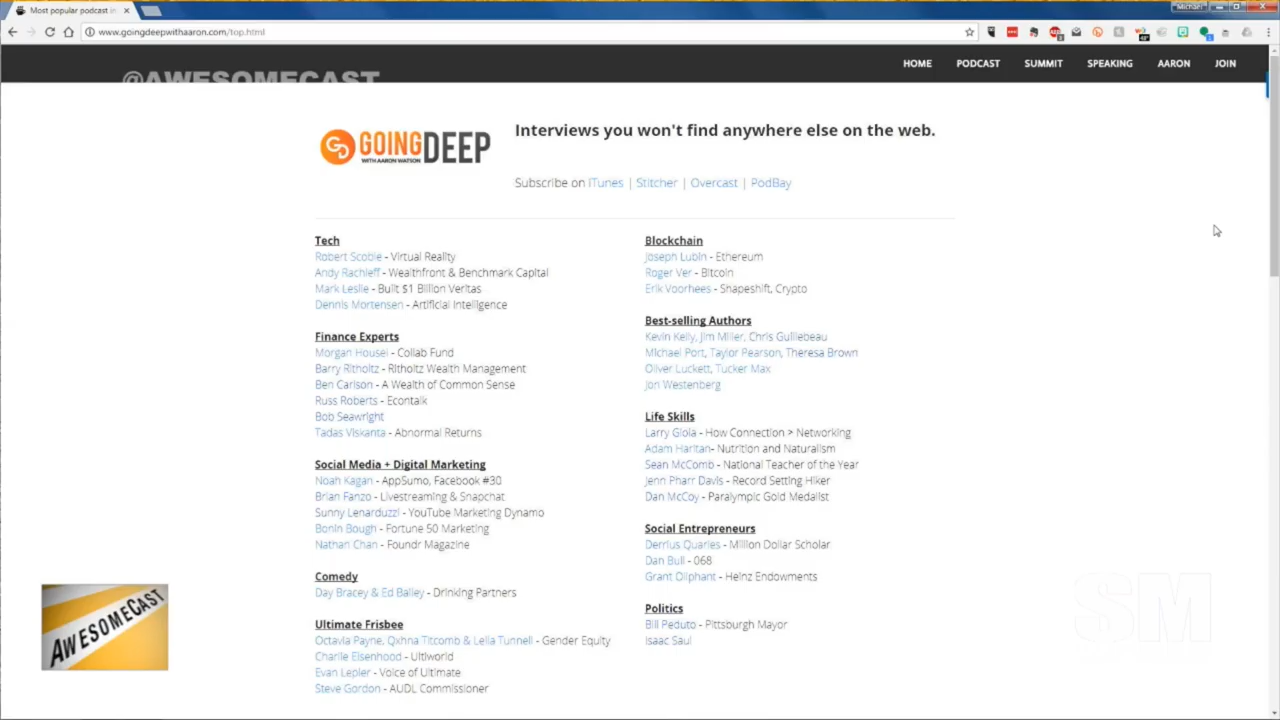 Most popular podcast in
Michael
www.goingdeepwithaaron.com/top.html
@AWESOMECAST
HOME
PODCAST
SUMMIT
SPEAKING
AARON
JOIN
GD GOINGDEEP
WITH AARON WATSON
Interviews you won't find anywhere else on the web.
Subscribe on iTunes | Stitcher | Overcast | PodBay
Tech
Robert Scoble - Virtual Reality
Andy Rachleff - Wealthfront & Benchmark Capital
Mark Leslie - Built $1 Billion Veritas
Dennis Mortensen - Artificial Intelligence
Finance Experts
Morgan Housel - Collab Fund
Barry Ritholtz - Ritholtz Wealth Management
Ben Carlson - A Wealth of Common Sense
Russ Roberts - Econtalk
Bob Seawright
Tadas Viskanta - Abnormal Returns
Social Media + Digital Marketing
Noah Kagan - AppSumo, Facebook #30
Brian Fanzo - Livestreaming & Snapchat
Sunny Lenarduzzi - YouTube Marketing Dynamo
Bonin Bough - Fortune 50 Marketing
Nathan Chan - Foundr Magazine
Comedy
Day Bracey & Ed Bailey - Drinking Partners
Ultimate Frisbee
Octavia Payne, Qxhna Titcomb & Lelia Tunnell - Gender Equity
Charlie Eisenhood - Ultiworld
Evan Lepler - Voice of Ultimate
Steve Gordon - AUDL Commissioner
Blockchain
Joseph Lubin - Ethereum
Roger Ver - Bitcoin
Erik Voorhees - Shapeshift, Crypto
Best-selling Authors
Kevin Kelly, Jim Miller, Chris Guillebeau
Michael Port, Taylor Pearson, Theresa Brown
Oliver Luckett, Tucker Max
Jon Westenberg
Life Skills
Larry Gioia - How Connection > Networking
Adam Haritan- Nutrition and Naturalism
Sean McComb - National Teacher of the Year
Jenn Pharr Davis - Record Setting Hiker
Dan McCoy - Paralympic Gold Medalist
Social Entrepreneurs
Derrius Quarles - Million Dollar Scholar
Dan Bull - 068
Grant Oliphant - Heinz Endowments
Politics
Bill Peduto - Pittsburgh Mayor
Isaac Saul
AWESOMECAST
SM